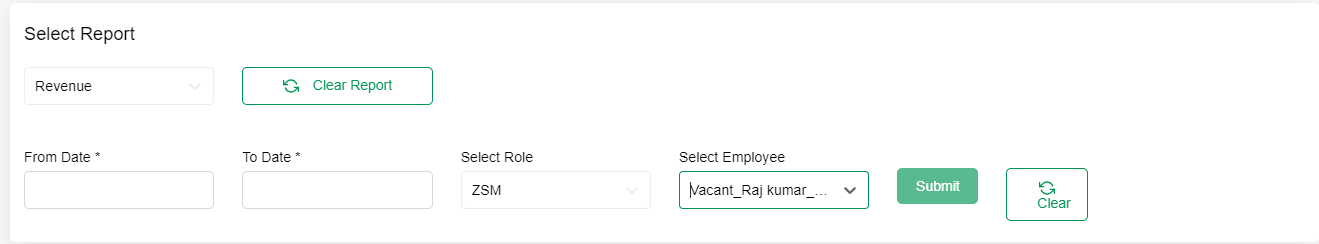 Select Report
Revenue
Clear Report
From Date *
To Date *
Select Role
Select Employee
ZSM
Vacant_Raj kumar_...
Submit
Clear